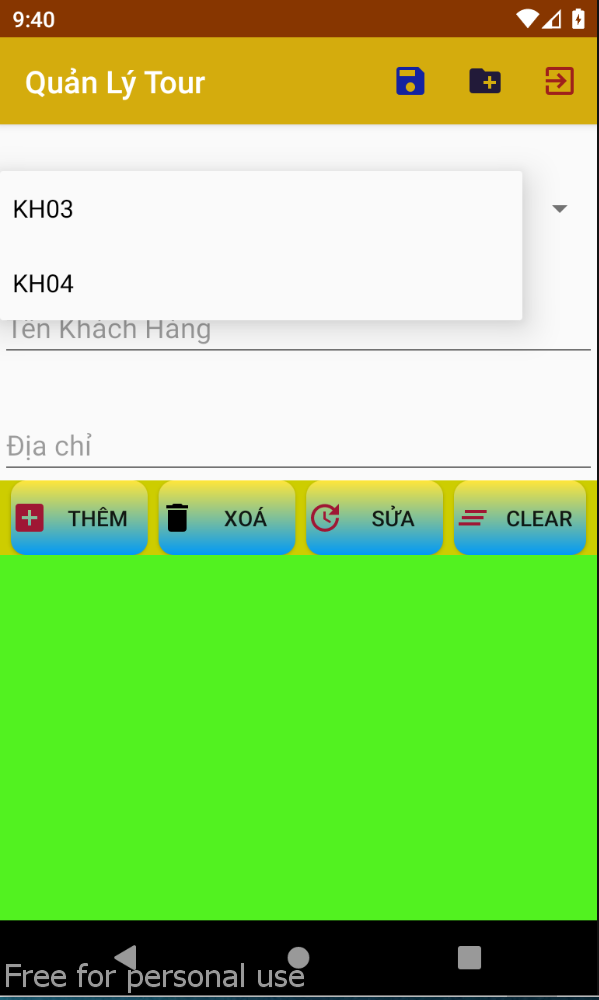 9:40
Quản Lý Tour
KH03
KH04
Tên Khách Hàng
Địa chỉ
THÊM XOÁ SỬA CLEAR
Free for personal use